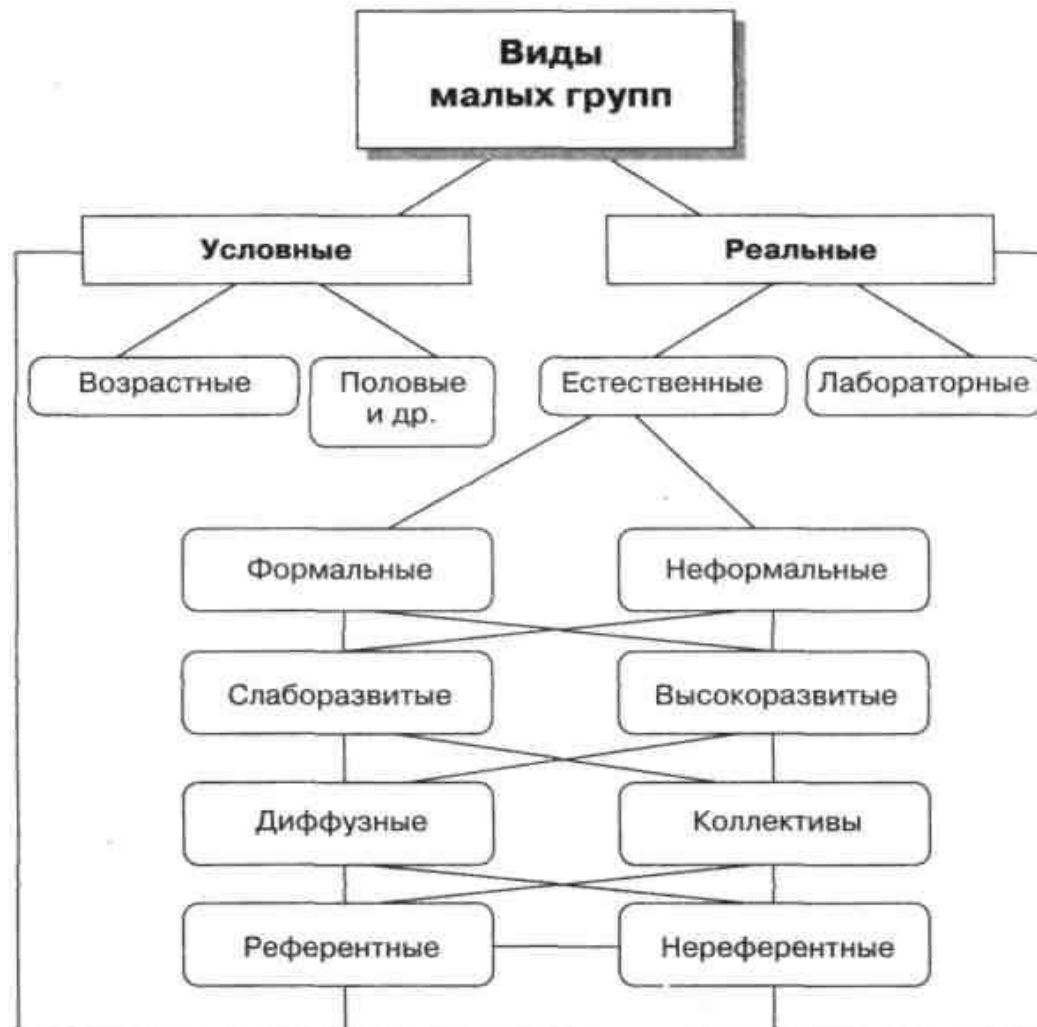 Виды
малых групп
Условные
Реальные
Возрастные
Половые
и др.
Естественные
Лабораторные
Формальные
Неформальные
Слаборазвитые
Высокоразвитые
Диффузные
Коллективы
Референтные
Нереферентные